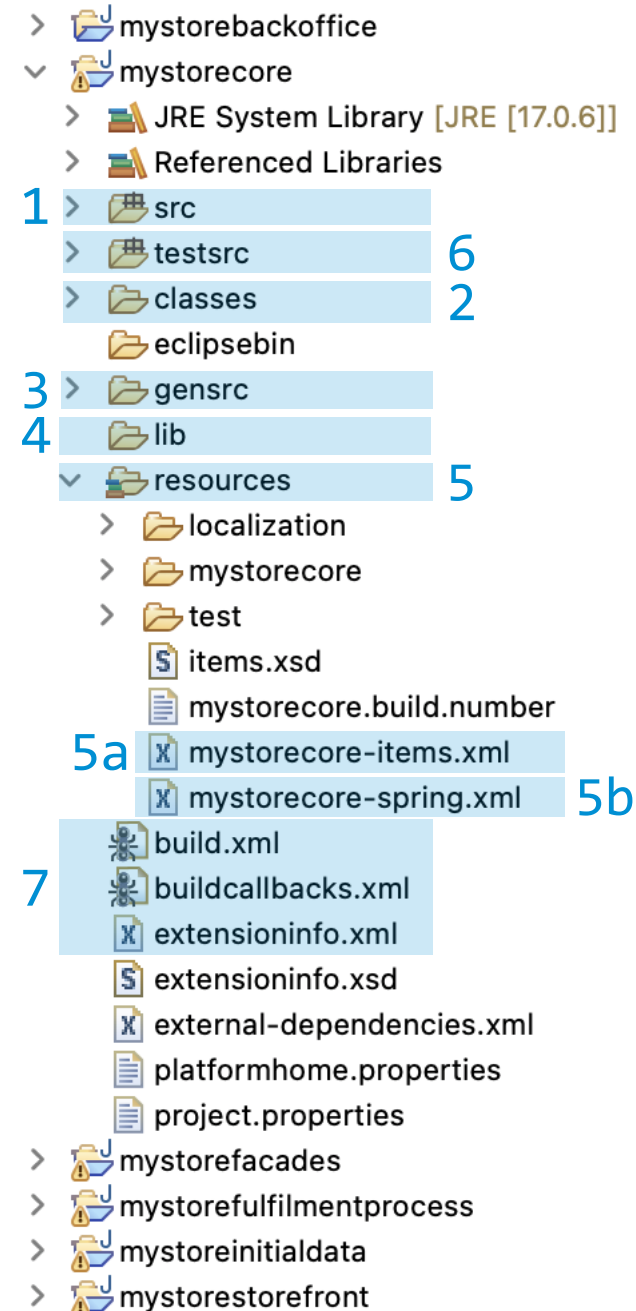 mystorebackoffice
mystorecore
JRE System Library [JRE [17.0.6]]
Referenced Libraries
1 src
testsrc 6
classes 2
eclipsebin
3 gensrc
4 lib
resources 5
localization
mystorecore
test
items.xsd
mystorecore.build.number
5a mystorecore-items.xml
mystorecore-spring.xml 5b
build.xml
7 buildcallbacks.xml
extensioninfo.xml
extensioninfo.xsd
external-dependencies.xml
platformhome.properties
project.properties
mystorefacades
mystorefulfilmentprocess
mystoreinitialdata
mystorestorefront